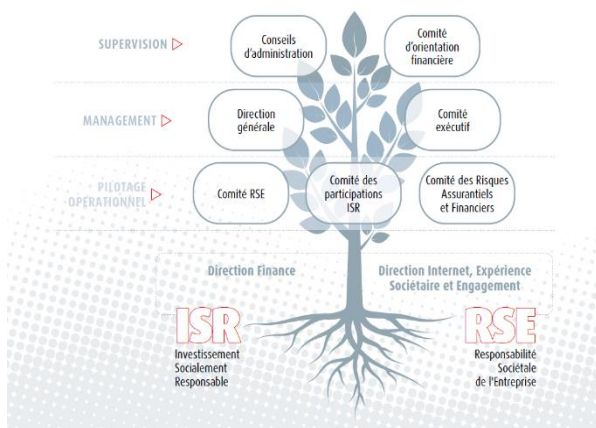 SUPERVISION
Conseils
d'administration
Comité
d'orientation
financière
MANAGEMENT
Direction
générale
Comité
exécutif
PILOTAGE
OPÉRATIONNEL
Comité RSE
Comité des
participations
ISR
Comité des Risques
Assurantiels
et Financiers
Direction Finance
Direction Internet, Expérience
Sociétaire et Engagement
ISR
Investissement
Socialement
Responsable
RSE
Responsabilité
Sociétale
de l'Entreprise